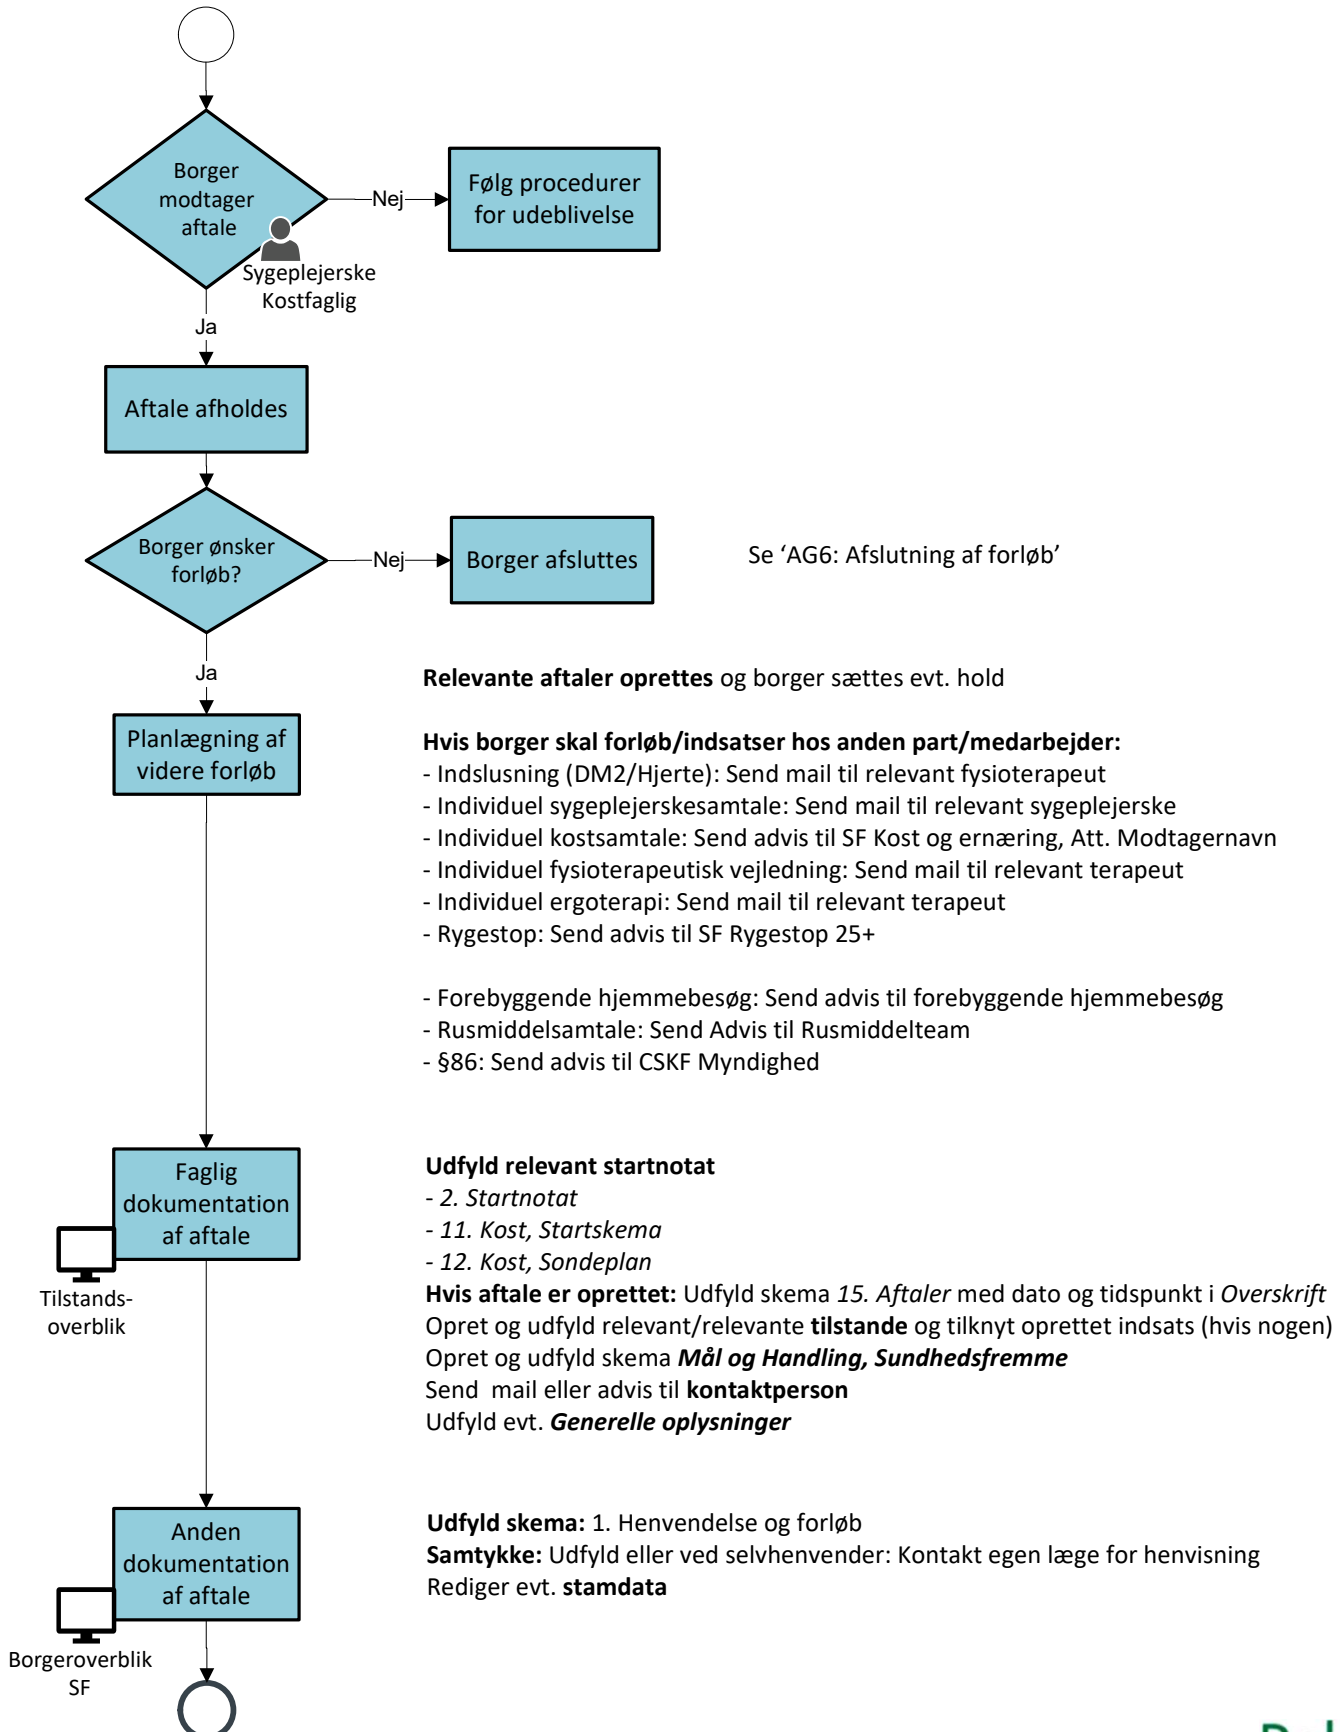 Borger
modtager
aftale
Nej
Følg procedurer
for udeblivelse
Sygeplejerske
Kostfaglig
Ja
Aftale afholdes
Borger ønsker
forløb?
Nej
Borger afsluttes
Se ‘AG6: Afslutning af forløb’
Ja
Relevante aftaler oprettes og borger sættes evt. hold
Planlægning af
videre forløb
Hvis borger skal forløb/indsatser hos anden part/medarbejder:
- Indslusning (DM2/Hjerte): Send mail til relevant fysioterapeut
- Individuel sygeplejerskesamtale: Send mail til relevant sygeplejerske
- Individuel kostsamtale: Send advis til SF Kost og ernæring, Att. Modtagernavn
- Individuel fysioterapeutisk vejledning: Send mail til relevant terapeut
- Individuel ergoterapi: Send mail til relevant terapeut
- Rygestop: Send advis til SF Rygestop 25+
- Forebyggende hjemmebesøg: Send advis til forebyggende hjemmebesøg
- Rusmiddelsamtale: Send Advis til Rusmiddelteam
- §86: Send advis til CSKF Myndighed
Faglig
dokumentation
af aftale
Tilstands-
overblik
Udfyld relevant startnotat
- 2. Startnotat
- 11. Kost, Startskema
- 12. Kost, Sondeplan
Hvis aftale er oprettet: Udfyld skema 15. Aftaler med dato og tidspunkt i Overskrift
Opret og udfyld relevant/relevante tilstande og tilknyt oprettet indsats (hvis nogen)
Opret og udfyld skema Mål og Handling, Sundhedsfremme
Send  mail eller advis til kontaktperson
Udfyld evt. Generelle oplysninger
Anden
dokumentation
af aftale
Borgeroverblik
SF
Udfyld skema: 1. Henvendelse og forløb
Samtykke: Udfyld eller ved selvhenvender: Kontakt egen læge for henvisning
Rediger evt. stamdata